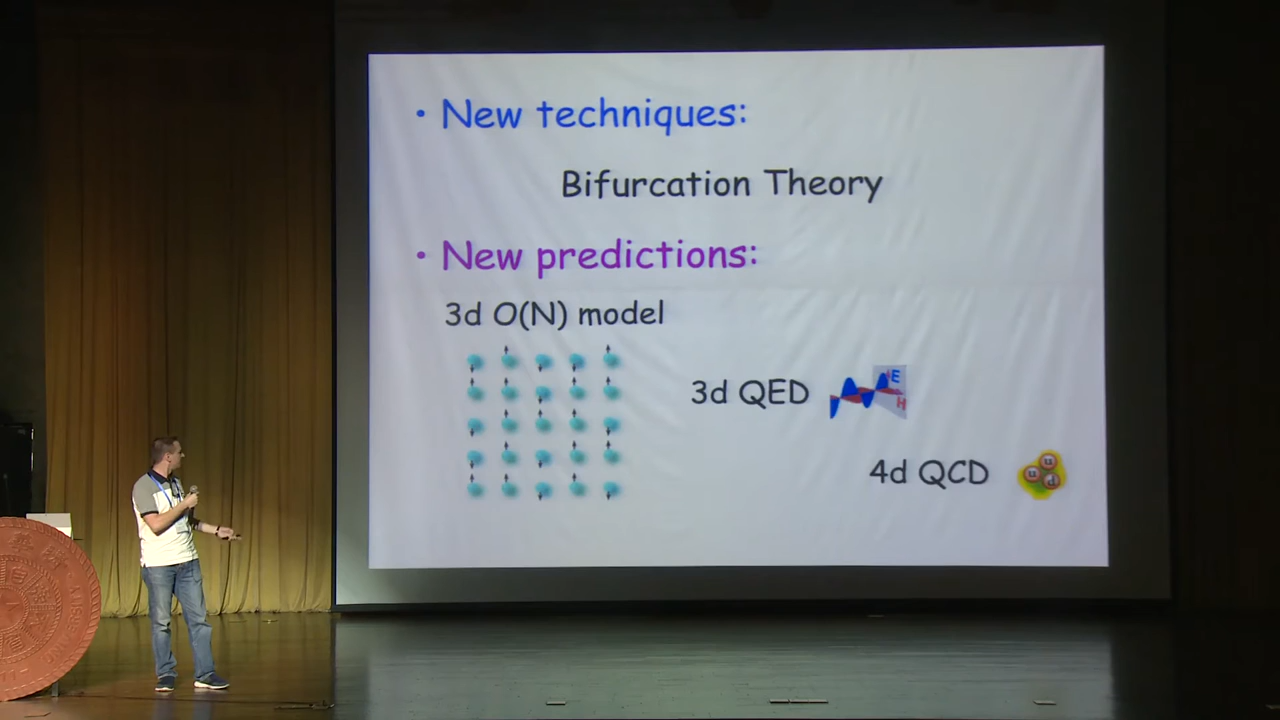 • New techniques:
Bifurcation Theory
• New predictions:
3d O(N) model
3d QED
E
H
4d QCD
u
u
d